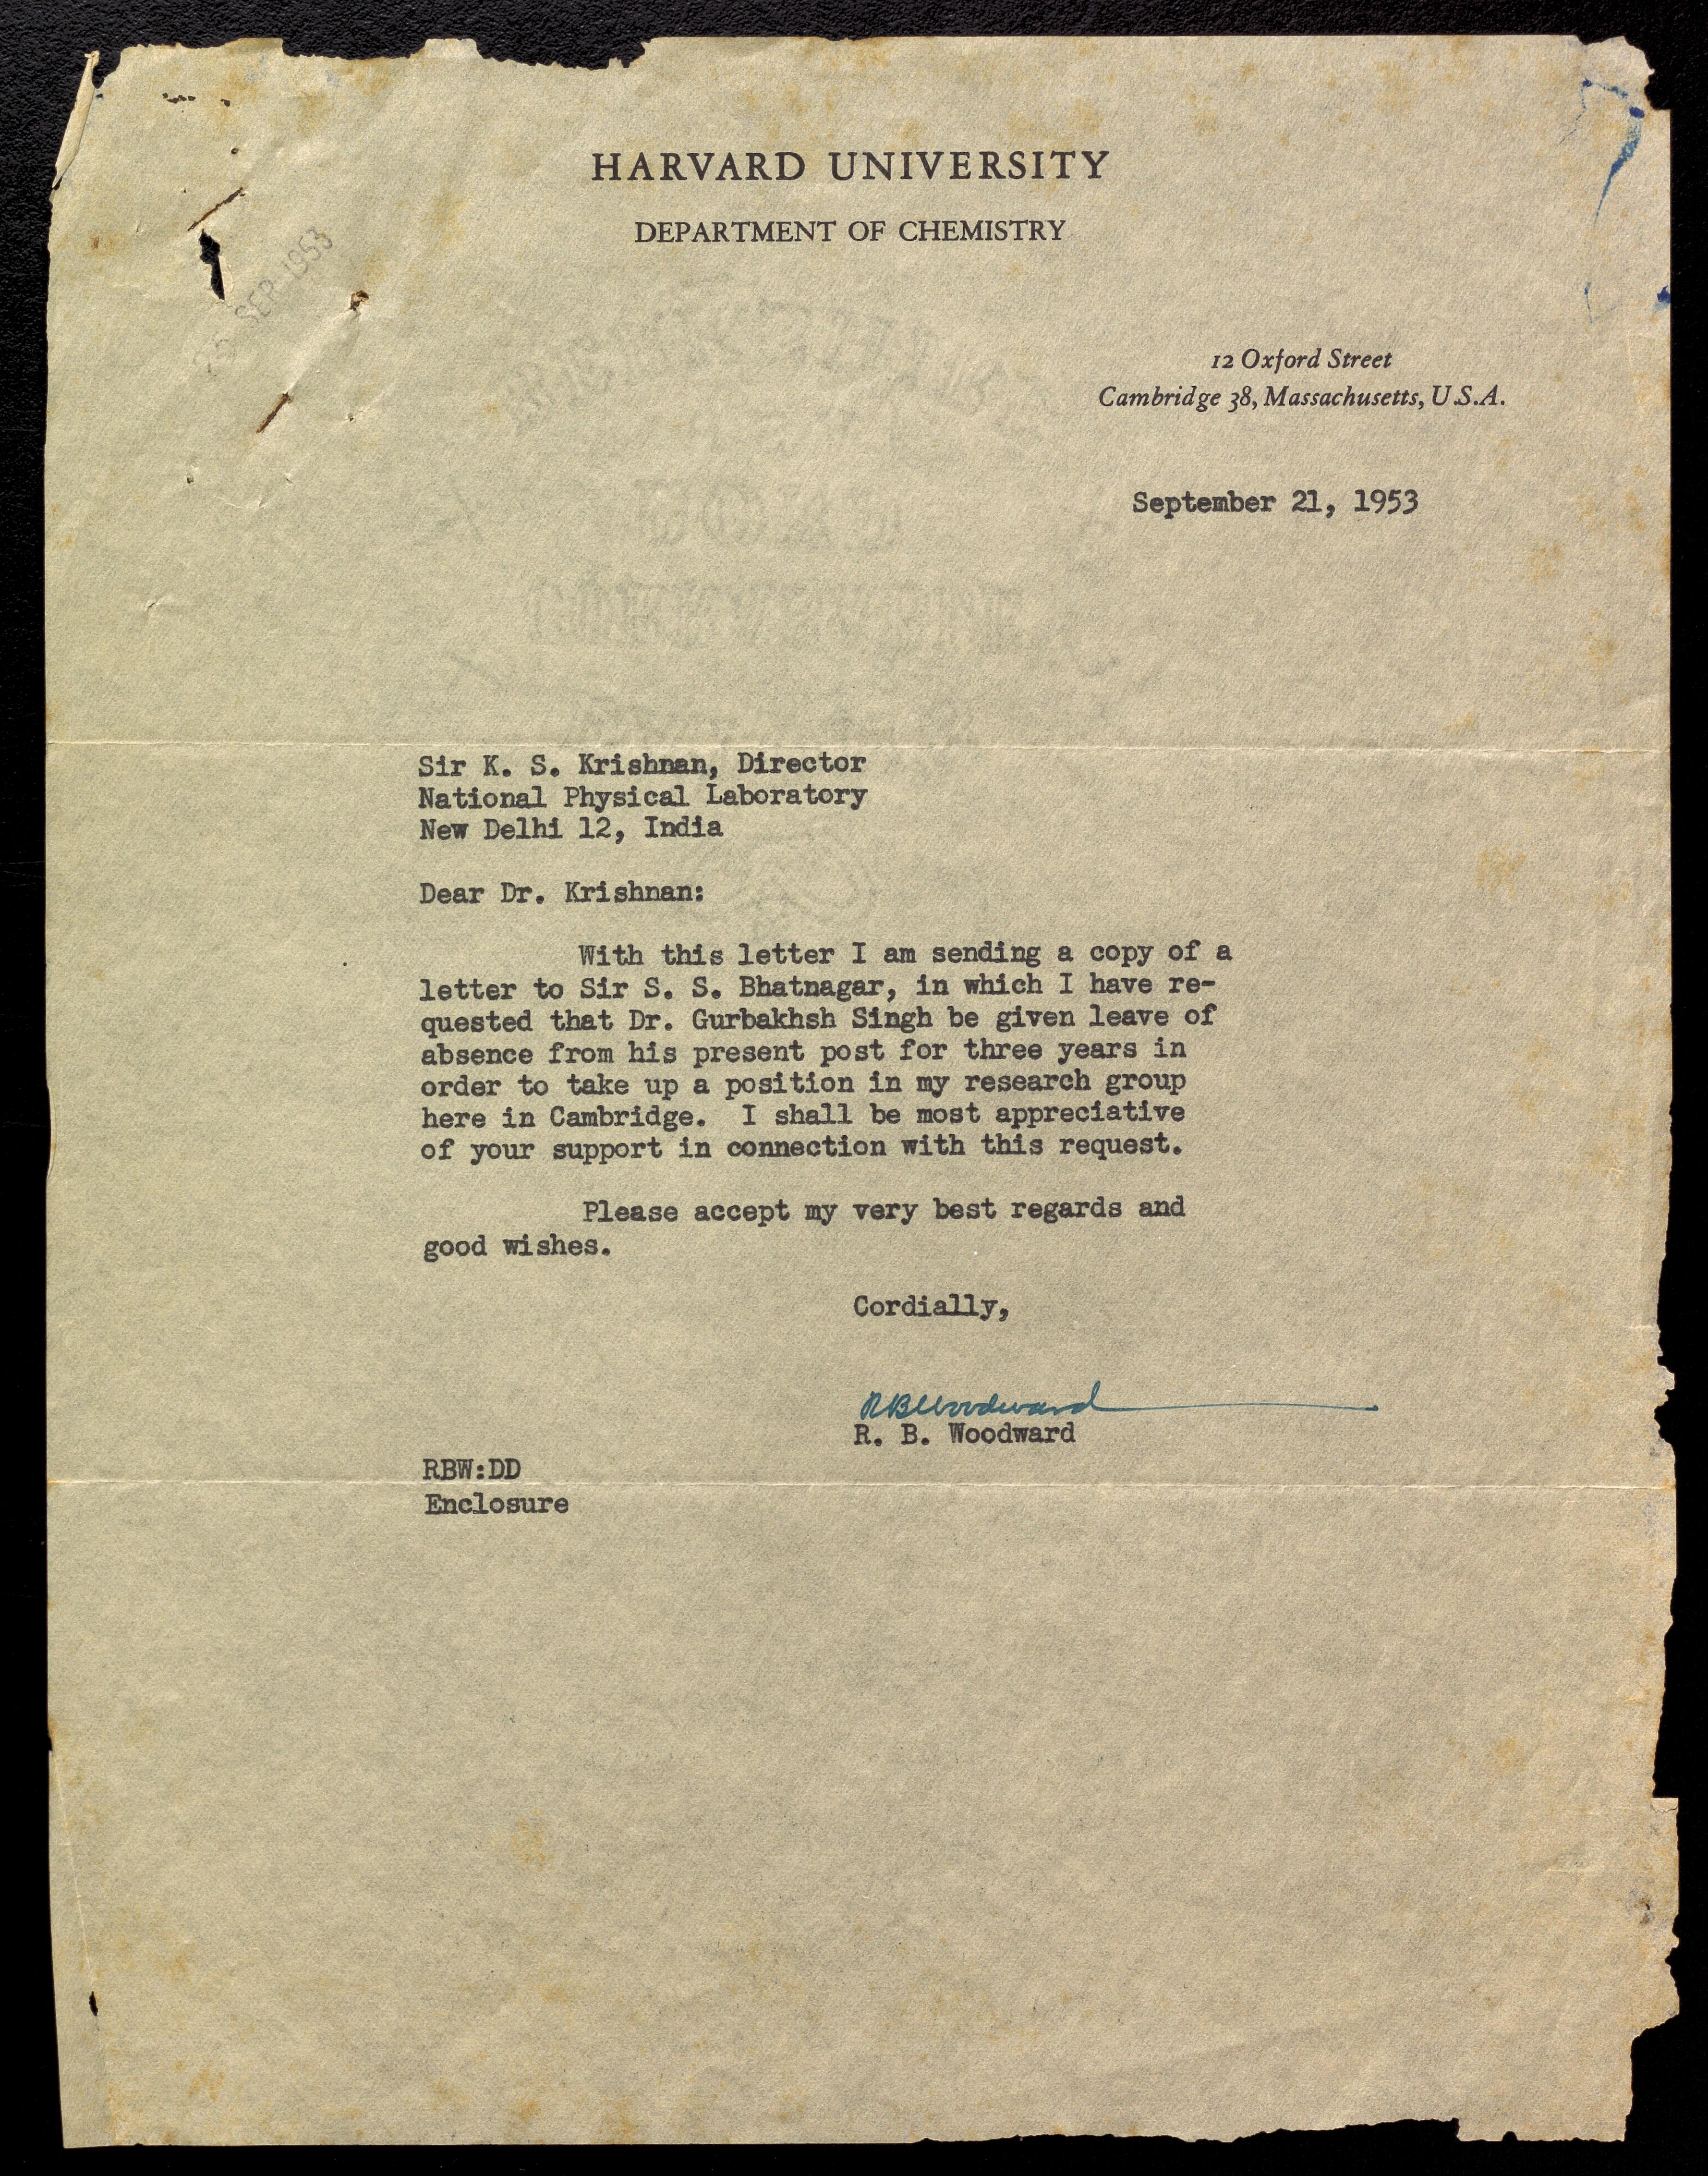 HARVARD UNIVERSITY
DEPARTMENT OF CHEMISTRY
25 SEP 1953
12 Oxford Street
Cambridge 38, Massachusetts, U.S.A.
September 21, 1953
Sir K. S. Krishnan, Director
National Physical Laboratory
New Delhi 12, India
Dear Dr. Krishnan:
With this letter I am sending a copy of a
letter to Sir S. S. Bhatnagar, in which I have re-
quested that Dr. Gurbakhsh Singh be given leave of
absence from his present post for three years in
order to take up a position in my research group
here in Cambridge. I shall be most appreciative
of your support in connection with this request.
Please accept my very best regards and
good wishes.
Cordially,
RBWoodward
R. B. Woodward
RBW:DD
Enclosure